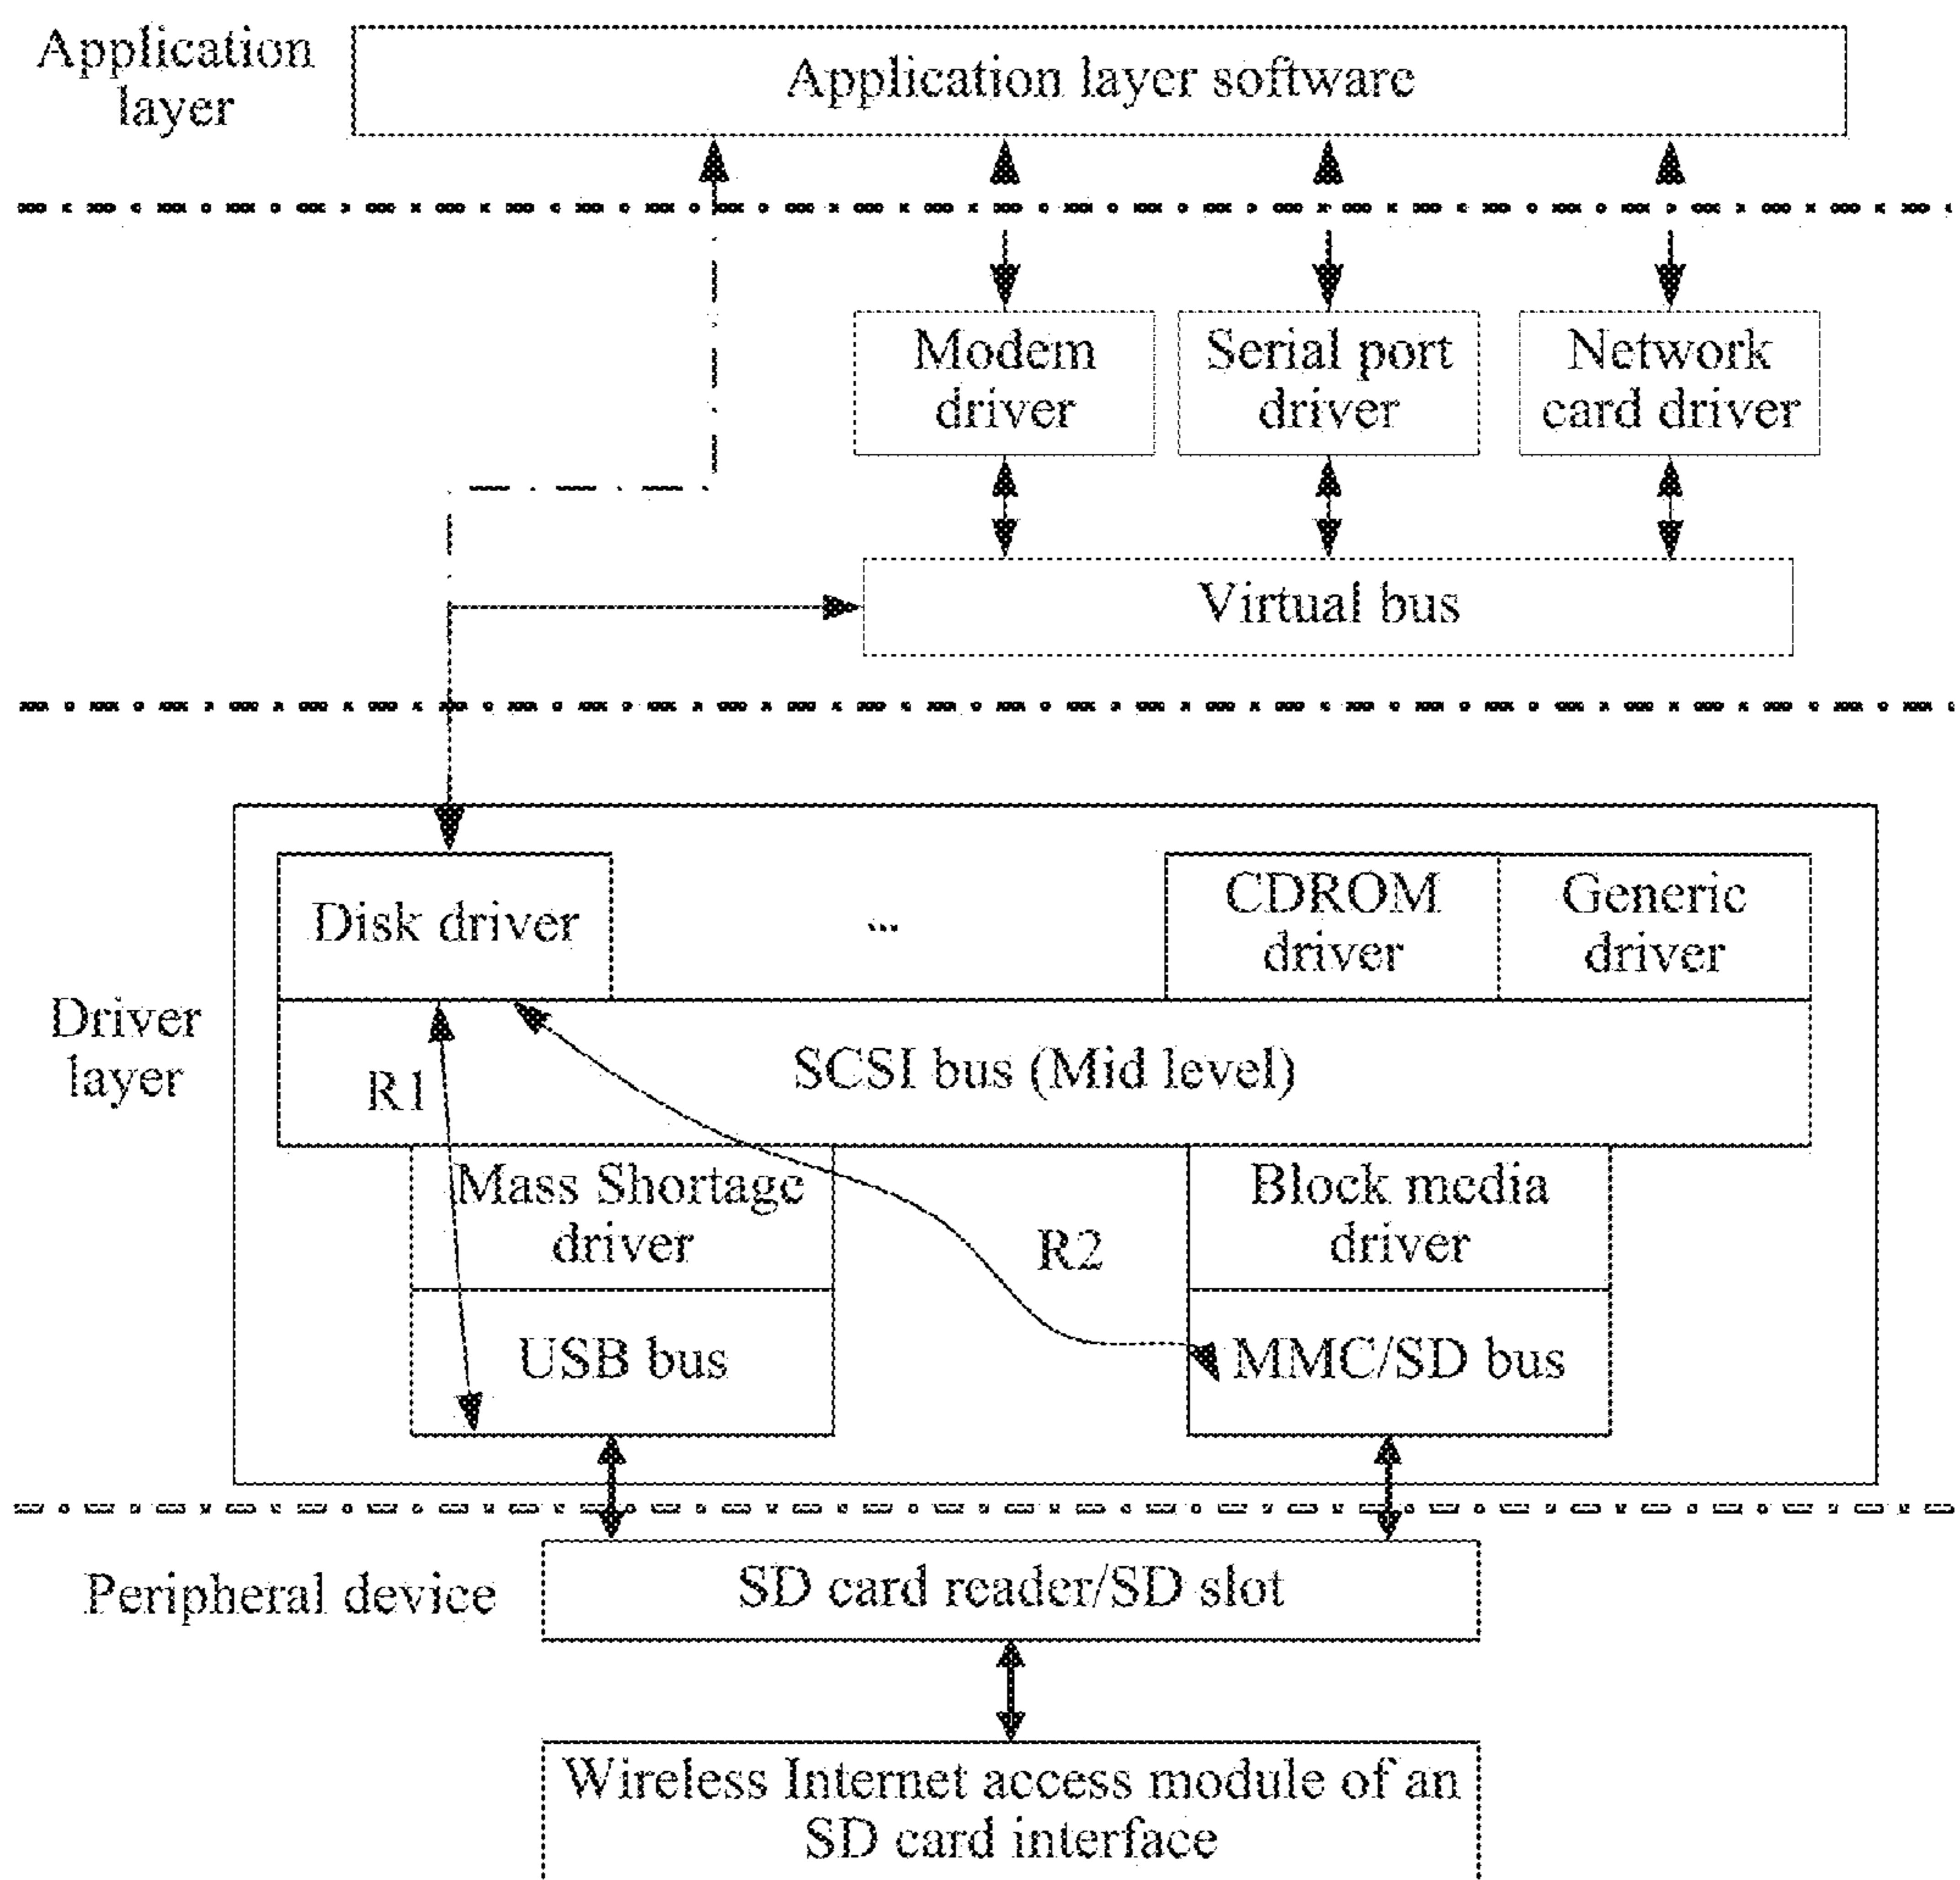 Application
layer
Application layer software
Modem
driver
Serial port
driver
Network
card driver
Virtual bus
Driver
layer
Disk driver
...
CDROM
driver
Generic
driver
SCSI bus (Mid level)
R1
Mass Shortage
driver
R2
Block media
driver
USB bus
MMC/SD bus
Peripheral device
SD card reader/SD slot
Wireless Internet access module of an
SD card interface